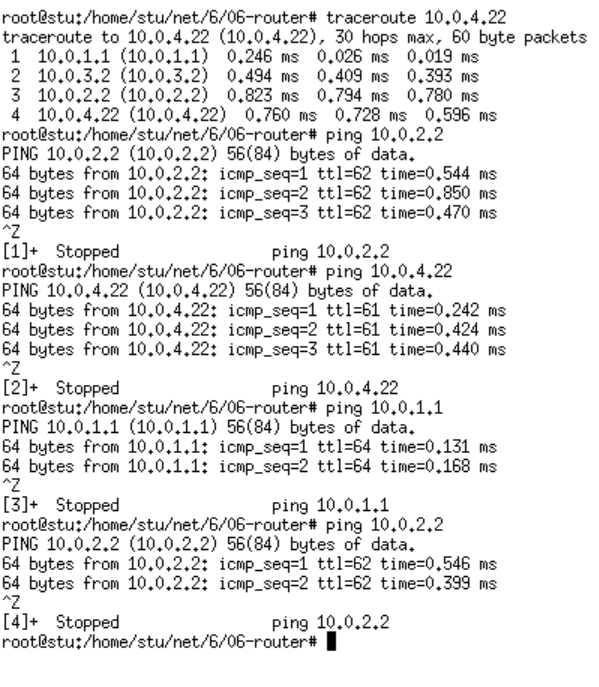 root@stu:/home/stu/net/6/06-router# traceroute 10.0.4.22
traceroute to 10.0.4.22 (10.0.4.22), 30 hops max, 60 byte packets
 1  10.0.1.1 (10.0.1.1)  0.246 ms  0.026 ms  0.019 ms
 2  10.0.3.2 (10.0.3.2)  0.494 ms  0.409 ms  0.393 ms
 3  10.0.2.2 (10.0.2.2)  0.823 ms  0.794 ms  0.780 ms
 4  10.0.4.22 (10.0.4.22)  0.760 ms  0.728 ms  0.596 ms
root@stu:/home/stu/net/6/06-router# ping 10.0.2.2
PING 10.0.2.2 (10.0.2.2) 56(84) bytes of data.
64 bytes from 10.0.2.2: icmp_seq=1 ttl=62 time=0.544 ms
64 bytes from 10.0.2.2: icmp_seq=2 ttl=62 time=0.850 ms
64 bytes from 10.0.2.2: icmp_seq=3 ttl=62 time=0.470 ms
^Z
[1]+  Stopped                 ping 10.0.2.2
root@stu:/home/stu/net/6/06-router# ping 10.0.4.22
PING 10.0.4.22 (10.0.4.22) 56(84) bytes of data.
64 bytes from 10.0.4.22: icmp_seq=1 ttl=61 time=0.242 ms
64 bytes from 10.0.4.22: icmp_seq=2 ttl=61 time=0.424 ms
64 bytes from 10.0.4.22: icmp_seq=3 ttl=61 time=0.440 ms
^Z
[2]+  Stopped                 ping 10.0.4.22
root@stu:/home/stu/net/6/06-router# ping 10.0.1.1
PING 10.0.1.1 (10.0.1.1) 56(84) bytes of data.
64 bytes from 10.0.1.1: icmp_seq=1 ttl=64 time=0.131 ms
64 bytes from 10.0.1.1: icmp_seq=2 ttl=64 time=0.168 ms
^Z
[3]+  Stopped                 ping 10.0.1.1
root@stu:/home/stu/net/6/06-router# ping 10.0.2.2
PING 10.0.2.2 (10.0.2.2) 56(84) bytes of data.
64 bytes from 10.0.2.2: icmp_seq=1 ttl=62 time=0.546 ms
64 bytes from 10.0.2.2: icmp_seq=2 ttl=62 time=0.399 ms
^Z
[4]+  Stopped                 ping 10.0.2.2
root@stu:/home/stu/net/6/06-router#